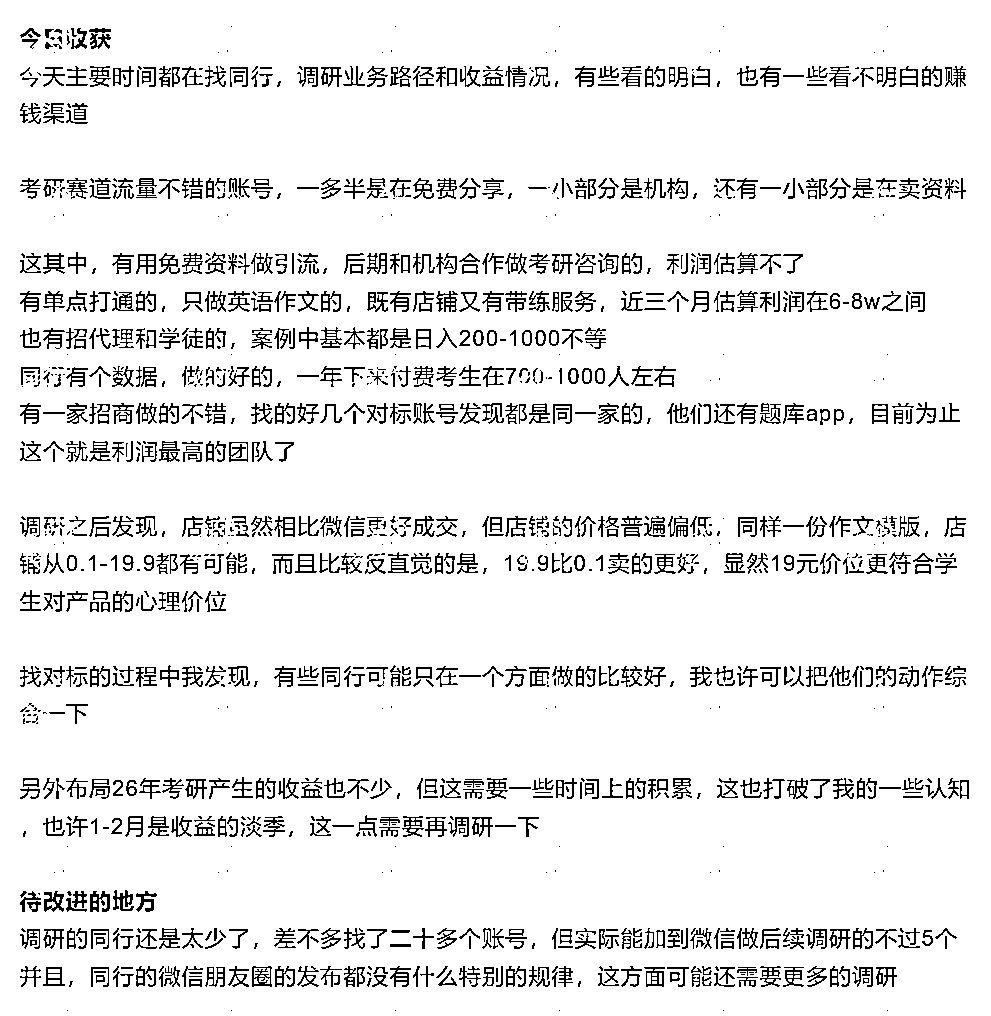 今日收获
今天主要时间都在找同行，调研业务路径和收益情况，有些看的明白，也有一些看不明白的赚
钱渠道
考研赛道流量不错的账号，一多半是在免费分享，一小部分是机构，还有一小部分是在卖资料
这其中，有用免费资料做引流，后期和机构合作做考研咨询的，利润估算不了
有单点打通的，只做英语作文的，既有店铺又有带练服务，近三个月估算利润在6-8w之间
也有招代理和学徒的，案例中基本都是日入200-1000不等
同行有个数据，做的好的，一年下来付费考生在700-1000人左右
有一家招商做的不错，找的好几个对标账号发现都是同一家的，他们还有题库app，目前为止
这个就是利润最高的团队了
调研之后发现，店铺虽然相比微信更好成交，但店铺的价格普遍偏低，同样一份作文模版，店
铺从0.1-19.9都有可能，而且比较反直觉的是，19.9比0.1卖的更好，显然19元价位更符合学
生对产品的心理价位
找对标的过程中我发现，有些同行可能只在一个方面做的比较好，我也许可以把他们的动作综
合一下
另外布局26年考研产生的收益也不少，但这需要一些时间上的积累，这也打破了我的一些认知
，也许1-2月是收益的淡季，这一点需要再调研一下
待改进的地方
调研的同行还是太少了，差不多找了二十多个账号，但实际能加到微信做后续调研的不过5个
并且，同行的微信朋友圈的发布都没有什么特别的规律，这方面可能还需要更多的调研